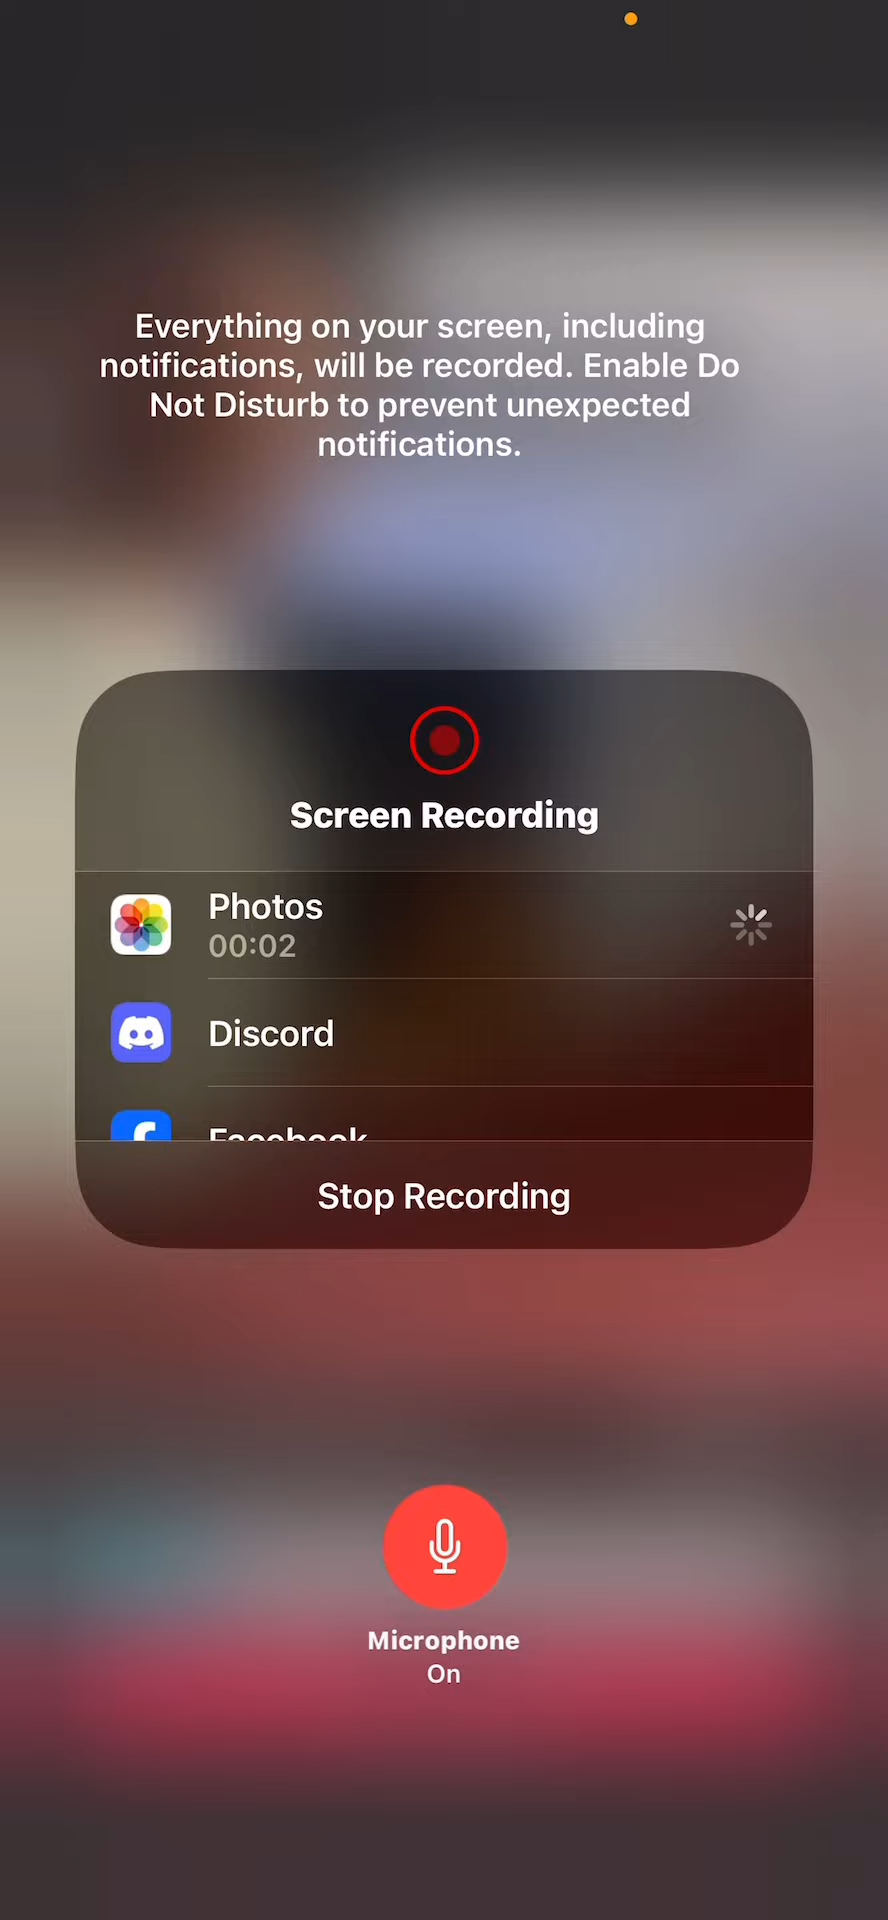 Everything on your screen, including
notifications, will be recorded. Enable Do
Not Disturb to prevent unexpected
notifications.
Screen Recording
Photos
00:02
Discord
Facebook
Stop Recording
Microphone
On